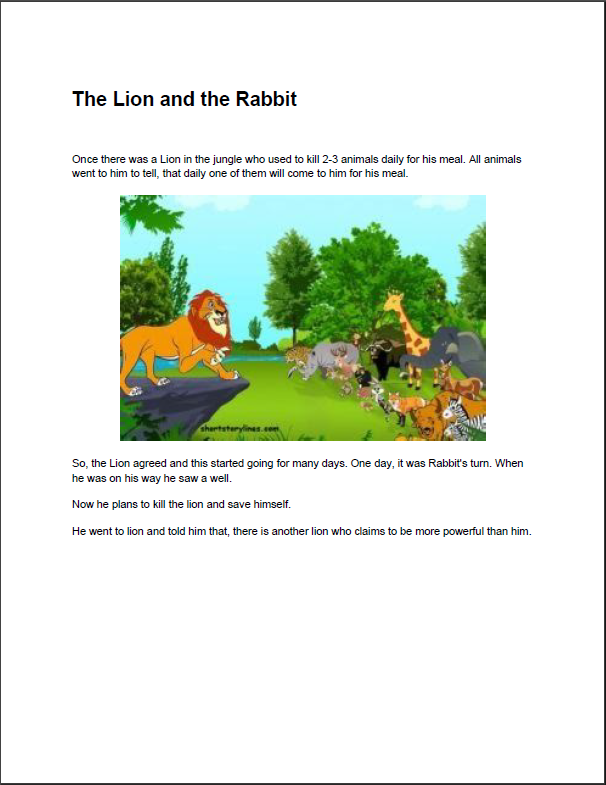 The Lion and the Rabbit
Once there was a Lion in the jungle who used to kill 2-3 animals daily for his meal. All animals
went to him to tell, that daily one of them will come to him for his meal.
shortstorylines.com
So, the Lion agreed and this started going for many days. One day, it was Rabbit's turn. When
he was on his way he saw a well.
Now he plans to kill the lion and save himself.
He went to lion and told him that, there is another lion who claims to be more powerful than him.